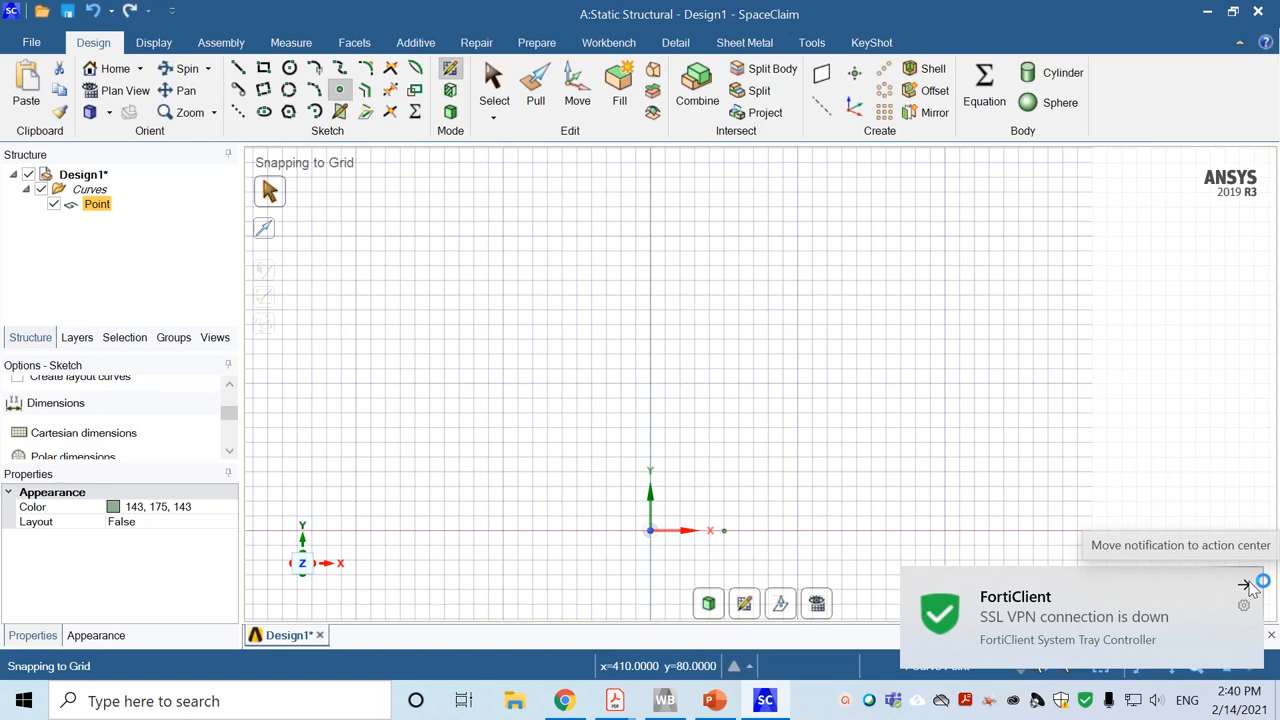 A:Static Structural - Design1 - SpaceClaim
File Design Display Assembly Measure Facets Additive Repair Prepare Workbench Detail Sheet Metal Tools KeyShot
Paste
Clipboard
Home Spin
Plan View Pan
Zoom
Orient
Sketch
Mode
Select Pull Move Fill
Edit
Combine
Split Body
Split
Project
Intersect
Shell
Offset
Mirror
Create
Equation
Cylinder
Sphere
Body
Structure
Design1*
Curves
Point
Structure Layers Selection Groups Views
Options - Sketch
Create layout curves
Dimensions
Cartesian dimensions
Polar dimensions
Properties
Appearance
Color 143, 175, 143
Layout False
Properties Appearance
Snapping to Grid
ANSYS
2019 R3
Y
X
Y
Z X
Move notification to action center
FortiClient
SSL VPN connection is down
FortiClient System Tray Controller
Design1*
Snapping to Grid
x=410.0000 y=80.0000
Type here to search
ENG
2:40 PM
2/14/2021